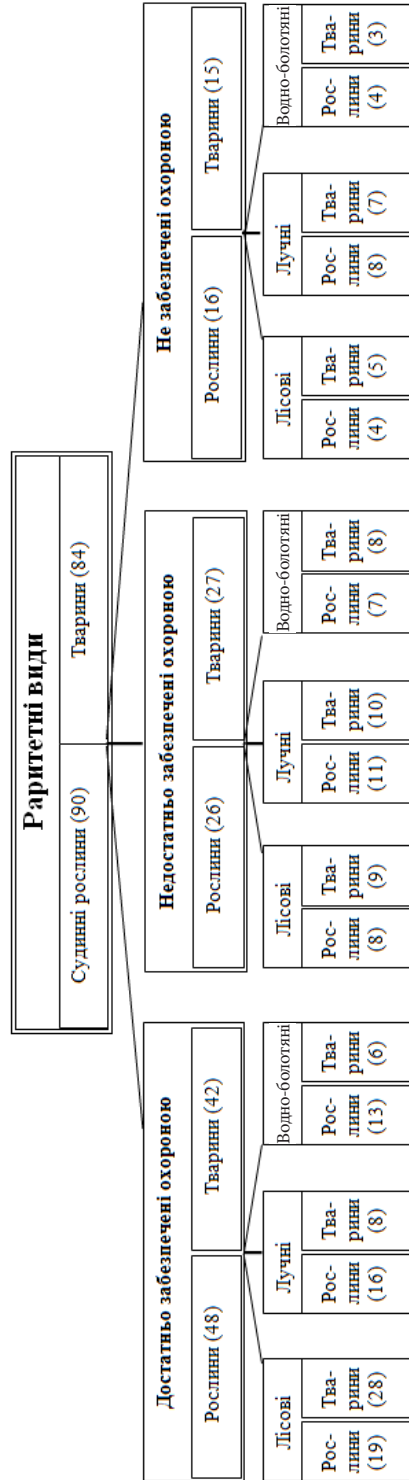 Раритетні види
Судинні рослини (90)
Тварини (84)
Достатньо забезпечені охороною
Рослини (48)
Тварини (42)
Лісові
Рос-
лини
(19)
Тва-
рини
(28)
Лучні
Рос-
лини
(16)
Тва-
рини
(8)
Водно-болотяні
Рос-
лини
(13)
Тва-
рини
(6)
Недостатньо забезпечені охороною
Рослини (26)
Тварини (27)
Лісові
Рос-
лини
(8)
Тва-
рини
(9)
Лучні
Рос-
лини
(11)
Тва-
рини
(10)
Водно-болотяні
Рос-
лини
(7)
Тва-
рини
(8)
Не забезпечені охороною
Рослини (16)
Тварини (15)
Лісові
Рос-
лини
(4)
Тва-
рини
(5)
Лучні
Рос-
лини
(8)
Тва-
рини
(7)
Водно-болотяні
Рос-
лини
(4)
Тва-
рини
(3)